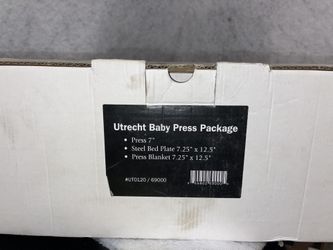 Utrecht Baby Press Package
• Press 7"
• Steel Bed Plate 7.25" x 12.5"
• Press Blanket 7.25" x 12.5"
#UT0120 / 69000